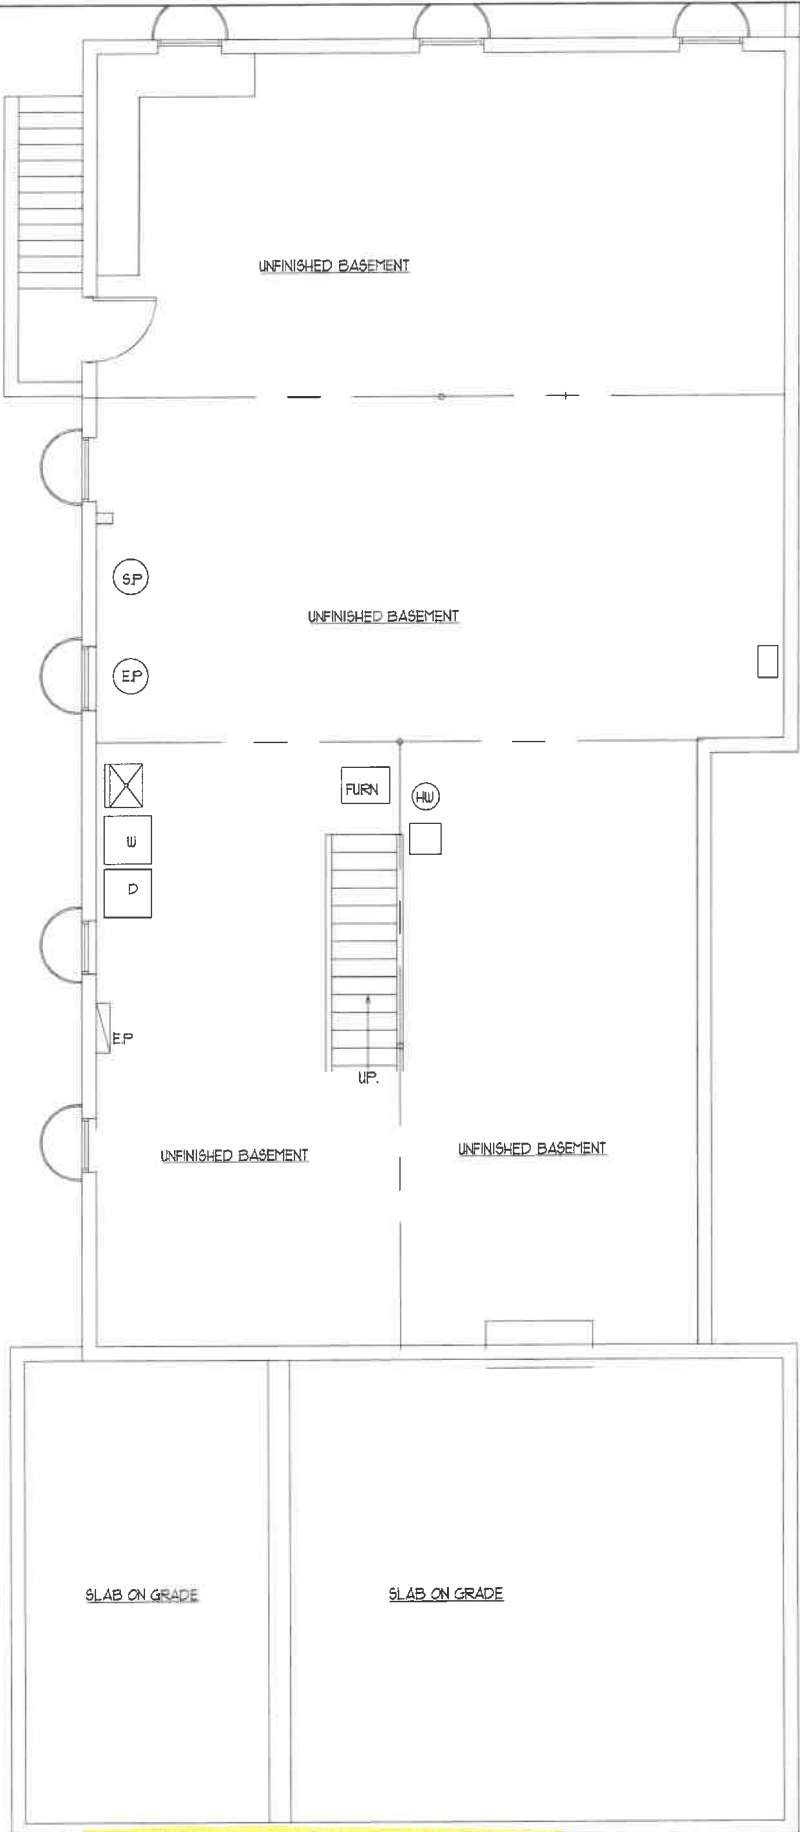 UNFINISHED BASEMENT
S.P
UNFINISHED BASEMENT
E.P
FURN
HW
W
D
E.P
UP.
UNFINISHED BASEMENT
UNFINISHED BASEMENT
SLAB ON GRADE
SLAB ON GRADE